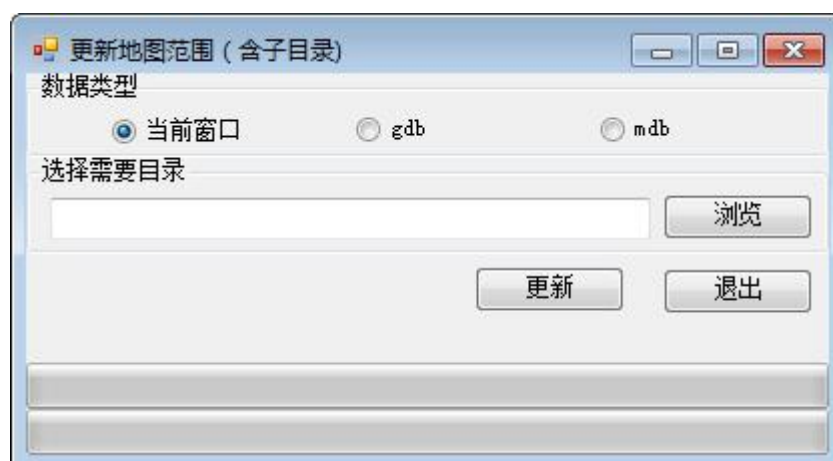 更新地图范围(含子目录)
数据类型
当前窗口 gdb mdb
选择需要目录
浏览
更新 退出